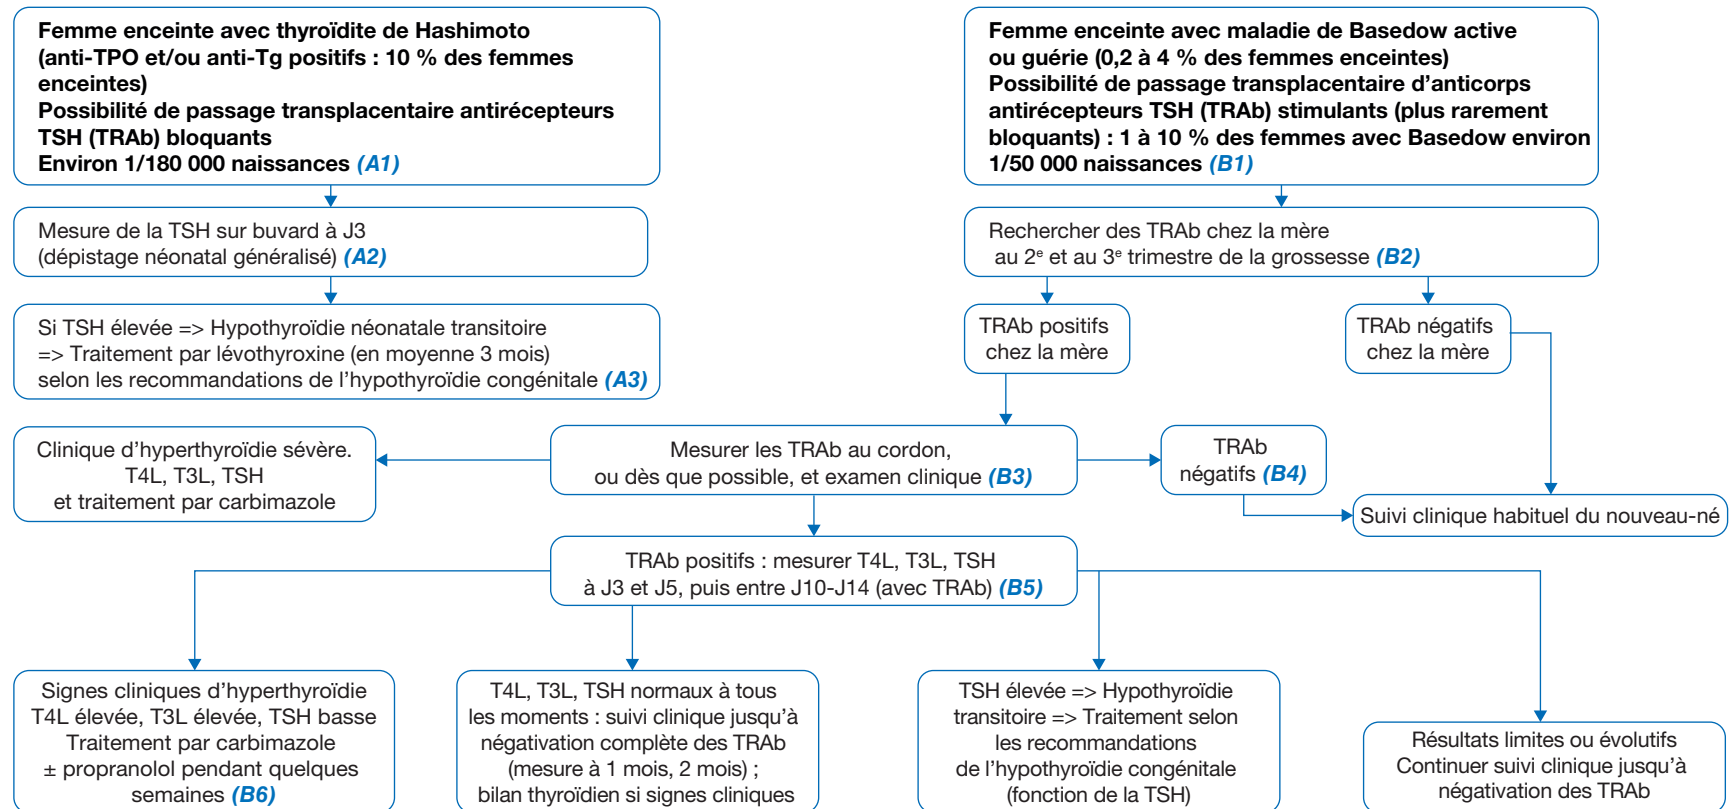 Femme enceinte avec thyroïdite de Hashimoto
(anti-TPO et/ou anti-Tg positifs : 10 % des femmes
enceintes)
Possibilité de passage transplacentaire antirécepteurs
TSH (TRAb) bloquants
Environ 1/180 000 naissances (A1)
Mesure de la TSH sur buvard à J3
(dépistage néonatal généralisé) (A2)
Si TSH élevée => Hypothyroïdie néonatale transitoire
=> Traitement par lévothyroxine (en moyenne 3 mois)
selon les recommandations de l'hypothyroïdie congénitale (A3)
Femme enceinte avec maladie de Basedow active
ou guérie (0,2 à 4 % des femmes enceintes)
Possibilité de passage transplacentaire d'anticorps
antirécepteurs TSH (TRAb) stimulants (plus rarement
bloquants) : 1 à 10 % des femmes avec Basedow environ
1/50 000 naissances (B1)
Rechercher des TRAb chez la mère
au 2e et au 3e trimestre de la grossesse (B2)
TRAb positifs
chez la mère
TRAb négatifs
chez la mère
Clinique d'hyperthyroïdie sévère.
T4L, T3L, TSH
et traitement par carbimazole
Mesurer les TRAb au cordon,
ou dès que possible, et examen clinique (B3)
TRAb
négatifs (B4)
Suivi clinique habituel du nouveau-né
TRAb positifs : mesurer T4L, T3L, TSH
à J3 et J5, puis entre J10-J14 (avec TRAb) (B5)
Signes cliniques d'hyperthyroïdie
T4L élevée, T3L élevée, TSH basse
Traitement par carbimazole
± propranolol pendant quelques
semaines (B6)
T4L, T3L, TSH normaux à tous
les moments : suivi clinique jusqu'à
négativation complète des TRAb
(mesure à 1 mois, 2 mois) ;
bilan thyroïdien si signes cliniques
TSH élevée => Hypothyroïdie
transitoire => Traitement selon
les recommandations
de l'hypothyroïdie congénitale
(fonction de la TSH)
Résultats limites ou évolutifs
Continuer suivi clinique jusqu'à
négativation des TRAb